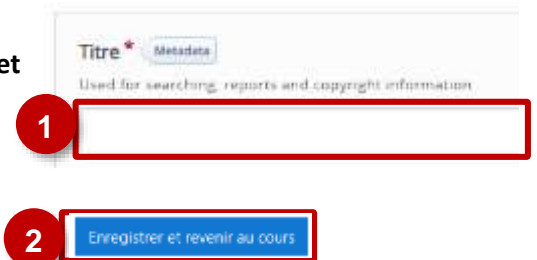 et
Titre * Metadata
Used for searching, reports and copyright information
1
2
Enregistrer et revenir au cours